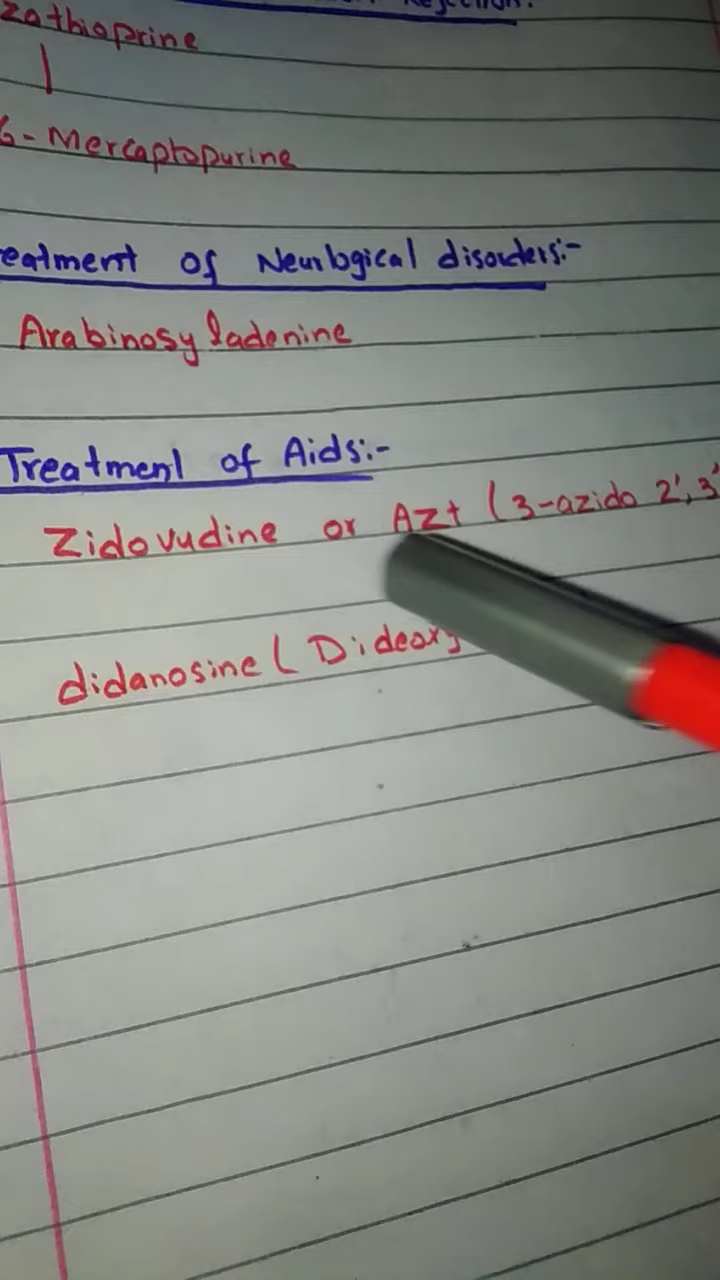 Rejection:
zathioprine
6-Mercaptopurine
eatment of Neurlogical disorders:-
Arabinosyladenine
Treatment of Aids:-
Zidovudine or AZt (3-azido 2', 3'
didanosine ( Dideoxy